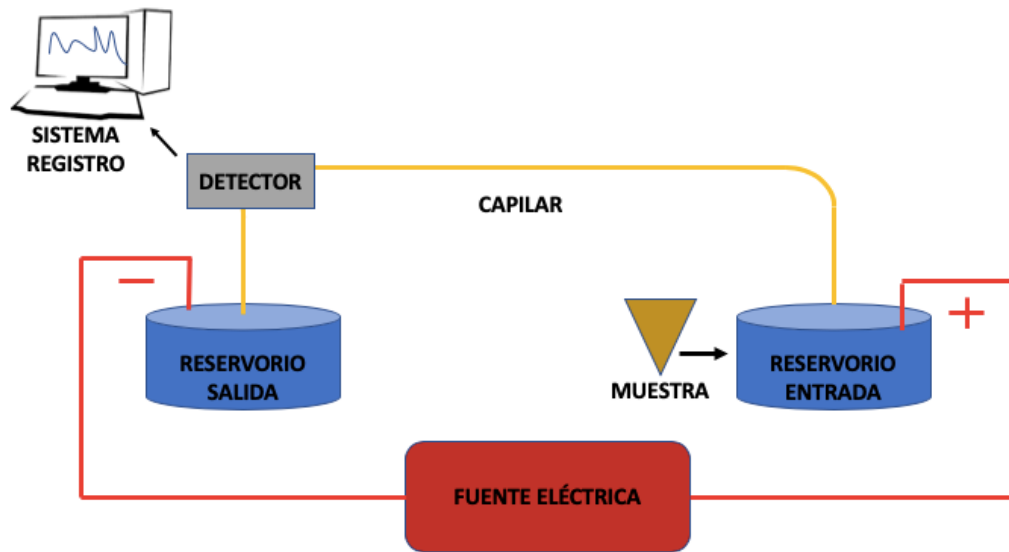 SISTEMA
REGISTRO
DETECTOR
CAPILAR
−
+
RESERVORIO
SALIDA
MUESTRA
RESERVORIO
ENTRADA
FUENTE ELÉCTRICA